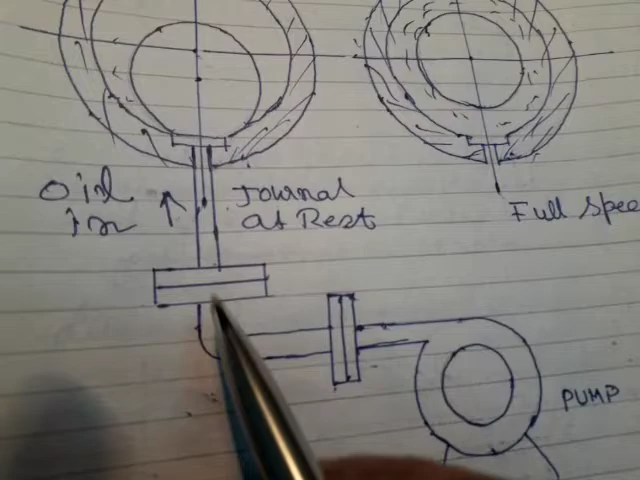 Oil
in
Journal
at Rest
Full Spee
PUMP